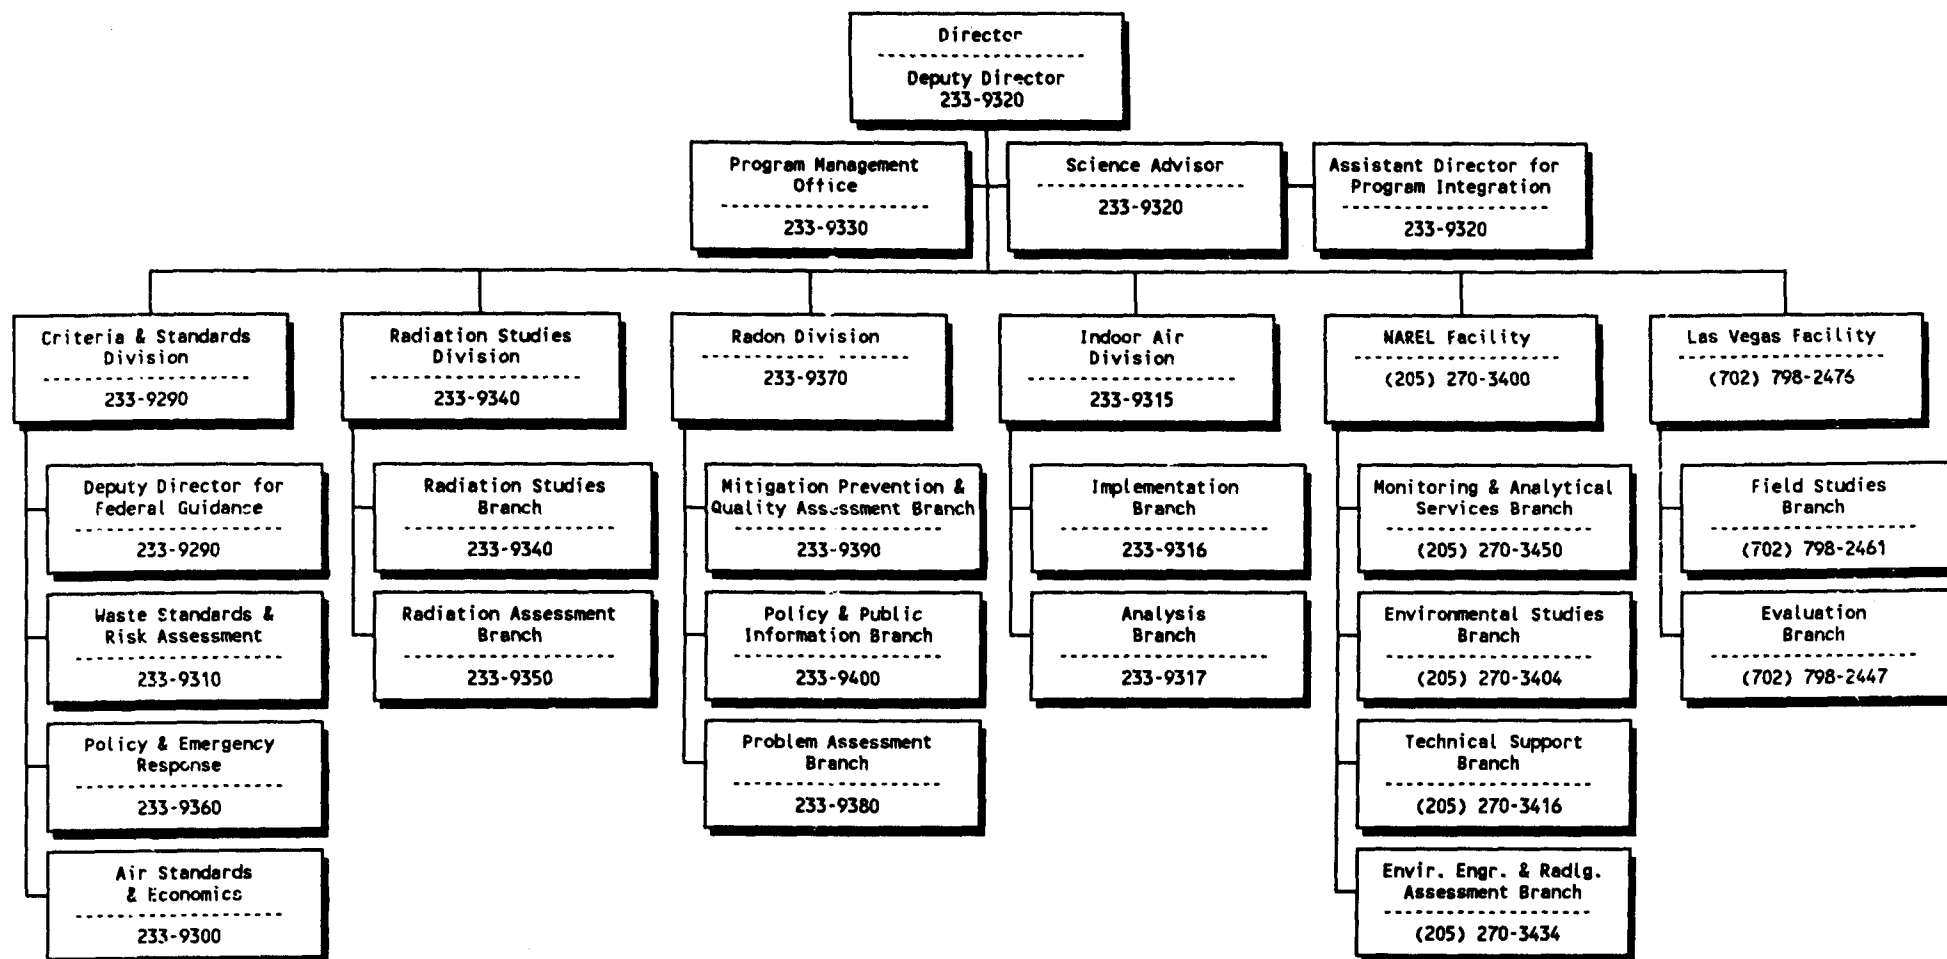 Director
Deputy Director
233-9320
Program Management
Office
233-9330
Science Advisor
233-9320
Assistant Director for
Program Integration
233-9320
Criteria & Standards
Division
233-9290
Radiation Studies
Division
233-9340
Radon Division
233-9370
Indoor Air
Division
233-9315
NAREL Facility
(205) 270-3400
Las Vegas Facility
(702) 798-2476
Deputy Director for
Federal Guidance
233-9290
Waste Standards &
Risk Assessment
233-9310
Policy & Emergency
Response
233-9360
Air Standards
& Economics
233-9300
Radiation Studies
Branch
233-9340
Radiation Assessment
Branch
233-9350
Mitigation Prevention &
Quality Assessment Branch
233-9390
Policy & Public
Information Branch
233-9400
Problem Assessment
Branch
233-9380
Implementation
Branch
233-9316
Analysis
Branch
233-9317
Monitoring & Analytical
Services Branch
(205) 270-3450
Environmental Studies
Branch
(205) 270-3404
Technical Support
Branch
(205) 270-3416
Envir. Engr. & Radlg.
Assessment Branch
(205) 270-3434
Field Studies
Branch
(702) 798-2461
Evaluation
Branch
(702) 798-2447